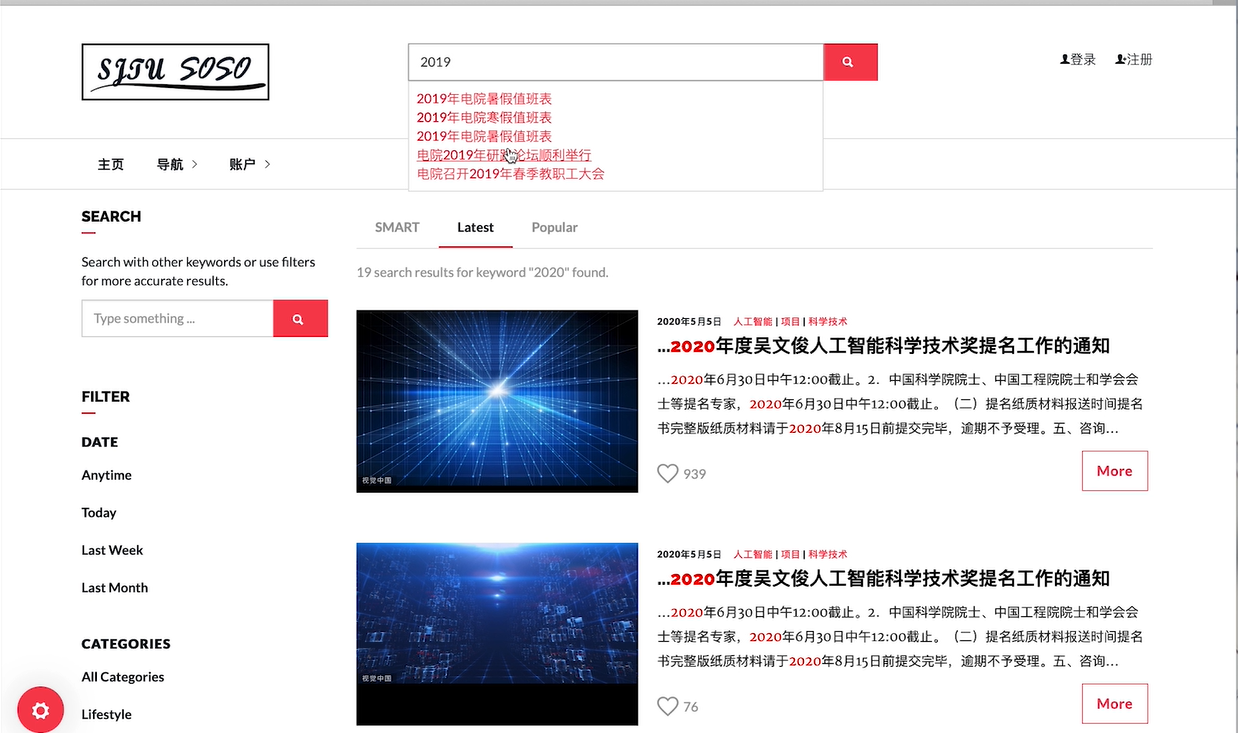 SJTU SOSO
2019
登录 注册
2019年电院暑假值班表
2019年电院寒假值班表
2019年电院暑假值班表
电院2019年研 论坛顺利举行
电院召开2019年春季教职工大会
主页 导航 账户
SEARCH
Search with other keywords or use filters
for more accurate results.
Type something ...
FILTER
DATE
Anytime
Today
Last Week
Last Month
CATEGORIES
All Categories
Lifestyle
SMART Latest Popular
19 search results for keyword "2020" found.
视觉中国
2020年5月5日 人工智能 | 项目 | 科学技术
...2020年度吴文俊人工智能科学技术奖提名工作的通知
...2020年6月30日中午12:00截止。2．中国科学院院士、中国工程院院士和学会会
士等提名专家，2020年6月30日中午12:00截止。（二）提名纸质材料报送时间提名
书完整版纸质材料请于2020年8月15日前提交完毕，逾期不予受理。五、咨询...
939
More
视觉中国
2020年5月5日 人工智能 | 项目 | 科学技术
...2020年度吴文俊人工智能科学技术奖提名工作的通知
...2020年6月30日中午12:00截止。2．中国科学院院士、中国工程院院士和学会会
士等提名专家，2020年6月30日中午12:00截止。（二）提名纸质材料报送时间提名
书完整版纸质材料请于2020年8月15日前提交完毕，逾期不予受理。五、咨询...
76
More